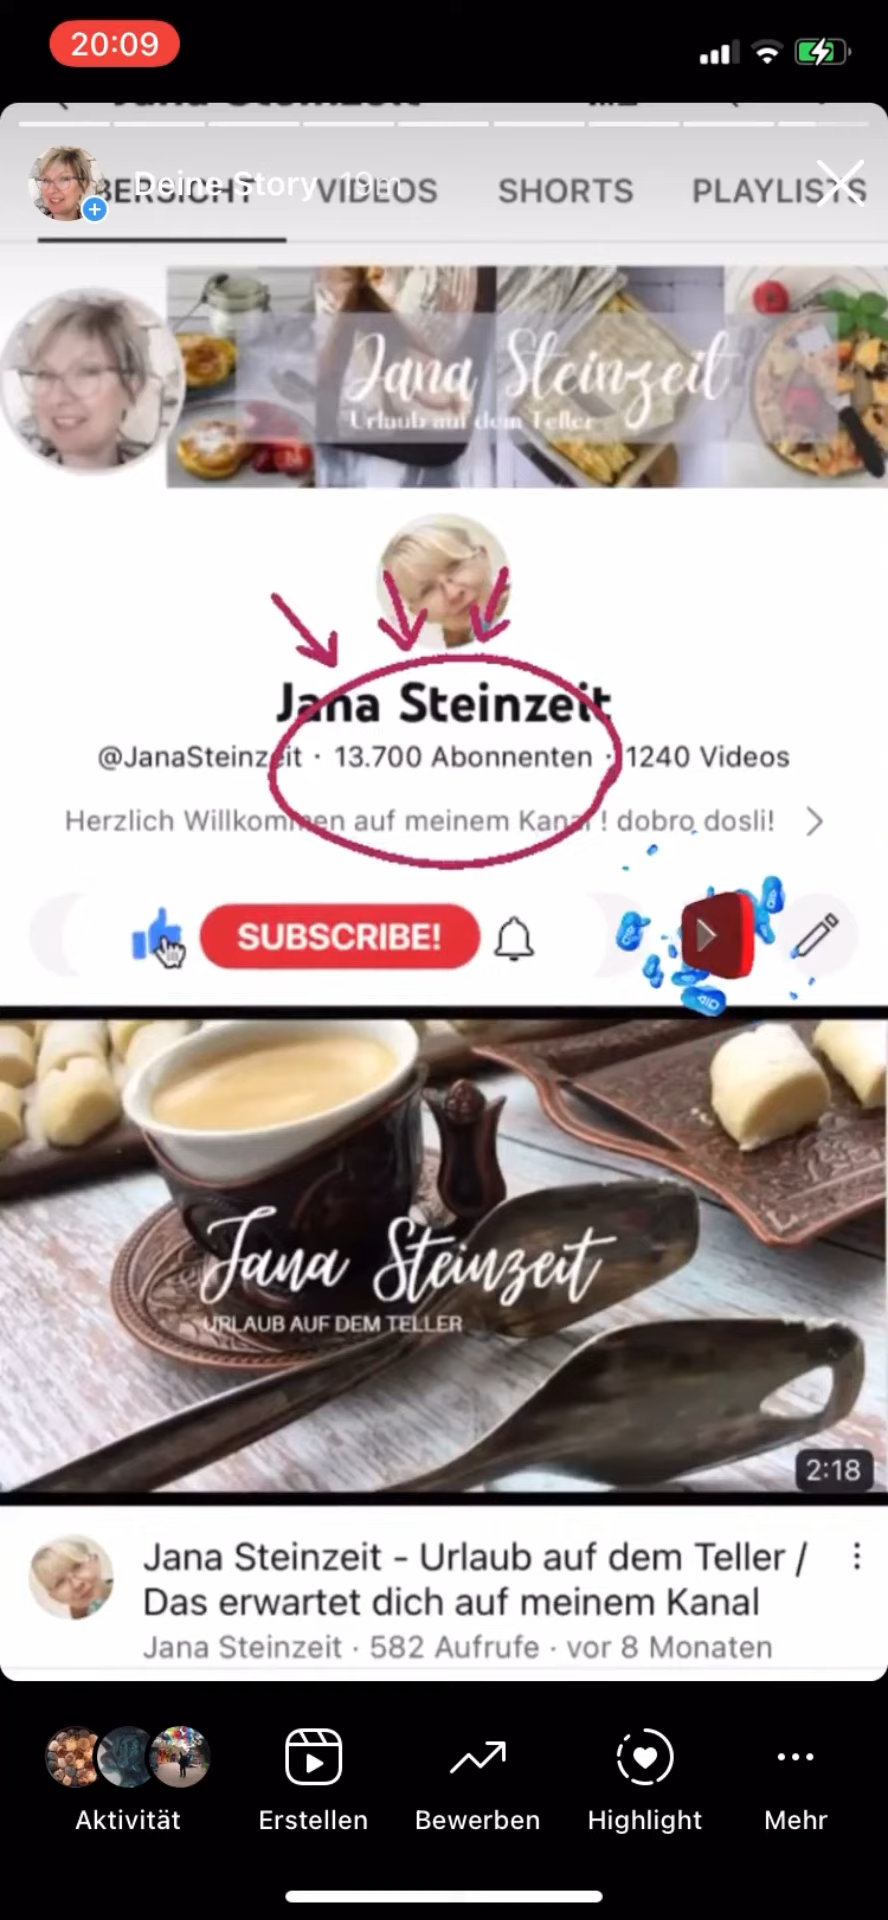 20:09
Deine Story 19m
BERSICHT VIDEOS SHORTS PLAYLISTS
Jana Steinzeit
Urlaub auf dem Teller
Jana Steinzeit
@JanaSteinzeit · 13.700 Abonnenten · 1240 Videos
Herzlich Willkommen auf meinem Kanal ! dobro dosli!
SUBSCRIBE!
Jana Steinzeit
URLAUB AUF DEM TELLER
2:18
Jana Steinzeit - Urlaub auf dem Teller /
Das erwartet dich auf meinem Kanal
Jana Steinzeit · 582 Aufrufe · vor 8 Monaten
Aktivität Erstellen Bewerben Highlight Mehr